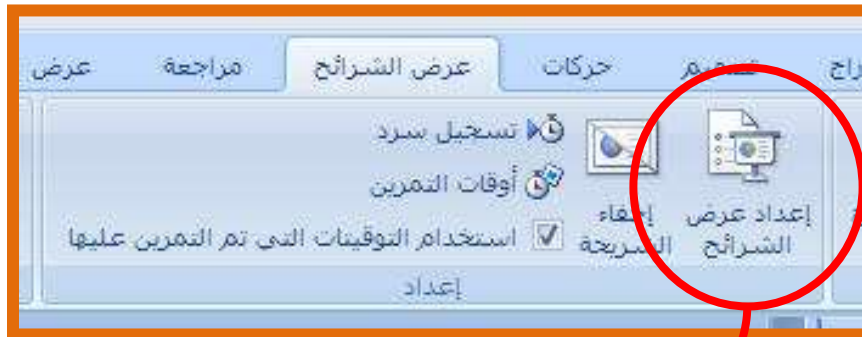 تصميم حركات عرض الشرائح مراجعة عرض
إعداد عرض
الشرائح
إخفاء
الشريحة
تسجيل سرد
أوقات التمرين
استخدام التوقيتات التي تم التمرين عليها
إعداد